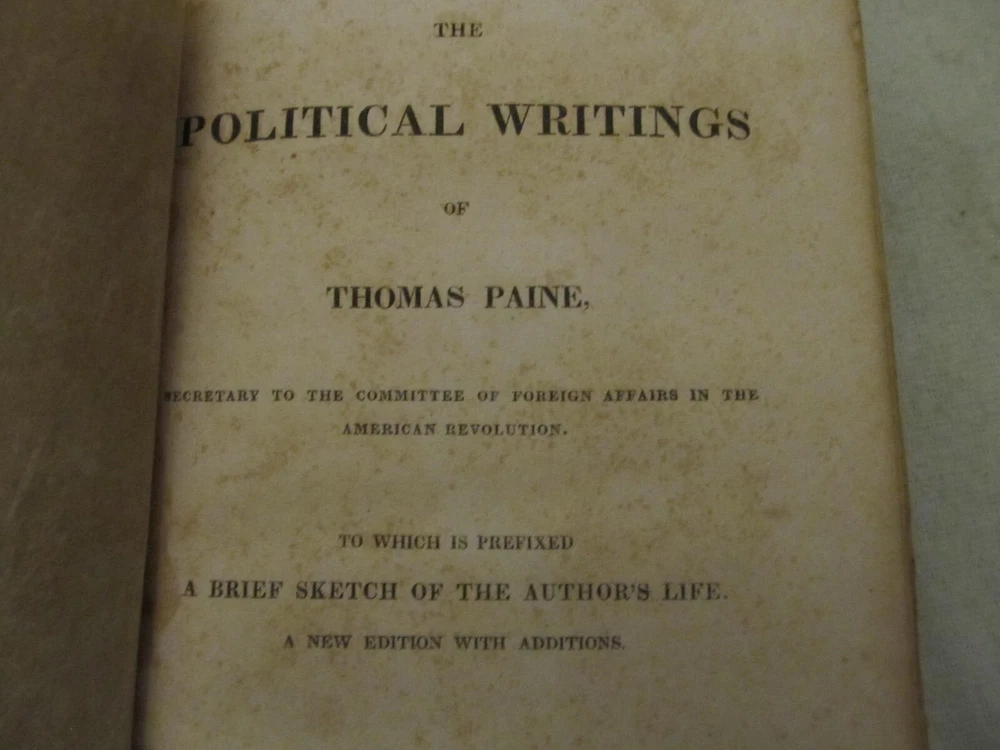 THE
POLITICAL WRITINGS
OF
THOMAS PAINE,
SECRETARY TO THE COMMITTEE OF FOREIGN AFFAIRS IN THE
AMERICAN REVOLUTION.
TO WHICH IS PREFIXED
A BRIEF SKETCH OF THE AUTHOR'S LIFE.
A NEW EDITION WITH ADDITIONS.